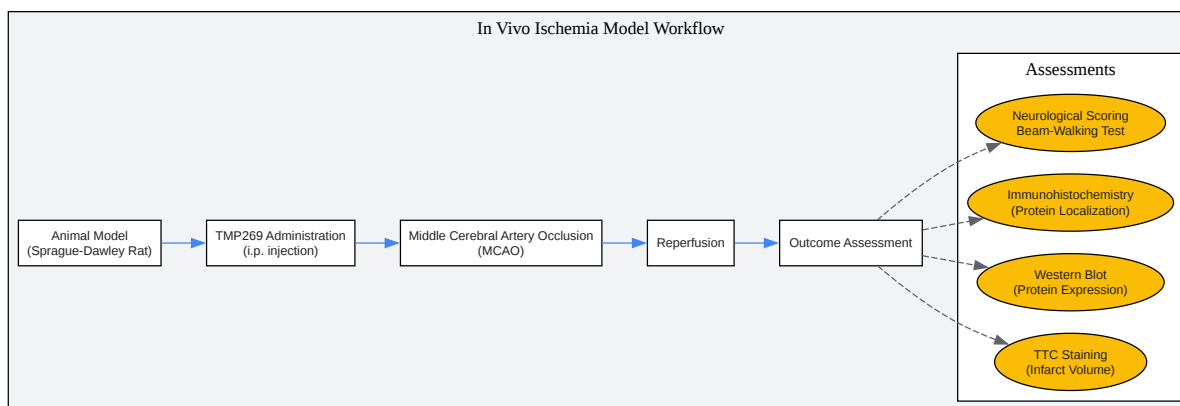 In Vivo Ischemia Model Workflow
Animal Model
(Sprague-Dawley Rat)
TMP269 Administration
(i.p. injection)
Middle Cerebral Artery Occlusion
(MCAO)
Reperfusion
Outcome Assessment
Assessments
Neurological Scoring
Beam-Walking Test
Immunohistochemistry
(Protein Localization)
Western Blot
(Protein Expression)
TTC Staining
(Infarct Volume)